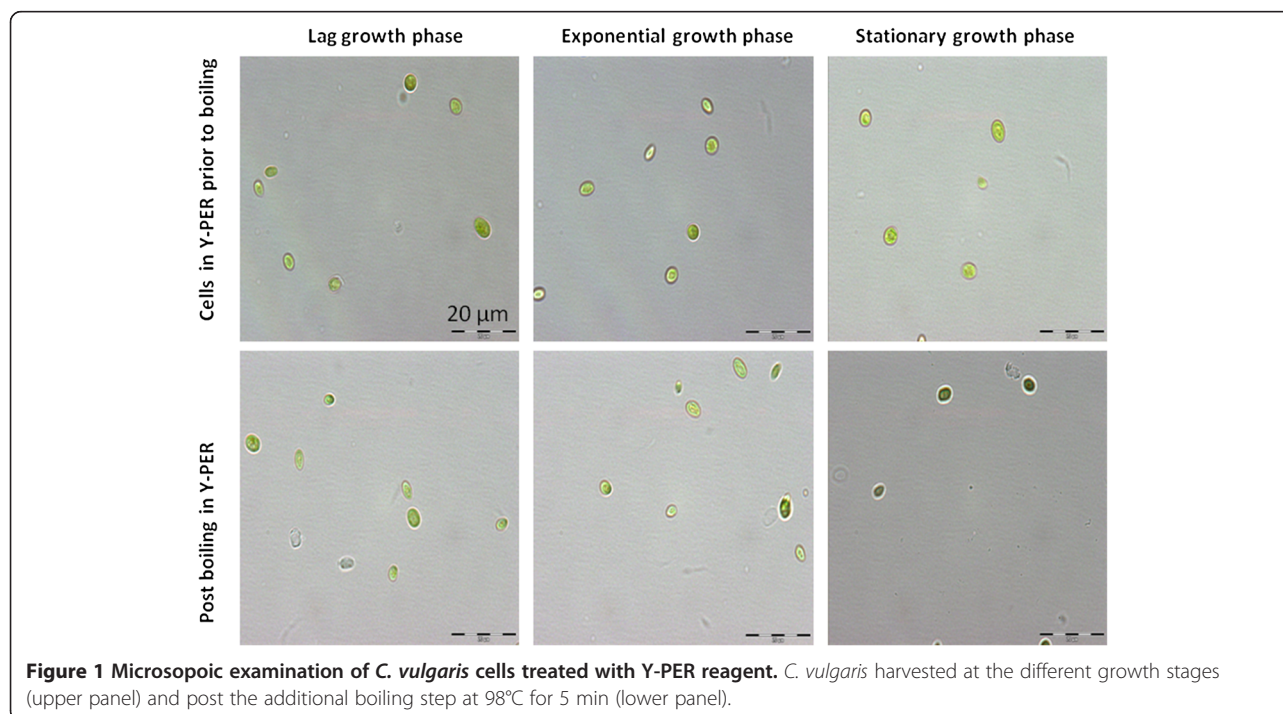 Lag growth phase
Exponential growth phase
Stationary growth phase
Cells in Y-PER prior to boiling
20 µm
Post boiling in Y-PER
Figure 1 Microsopoic examination of C. vulgaris cells treated with Y-PER reagent. C. vulgaris harvested at the different growth stages
(upper panel) and post the additional boiling step at 98°C for 5 min (lower panel).